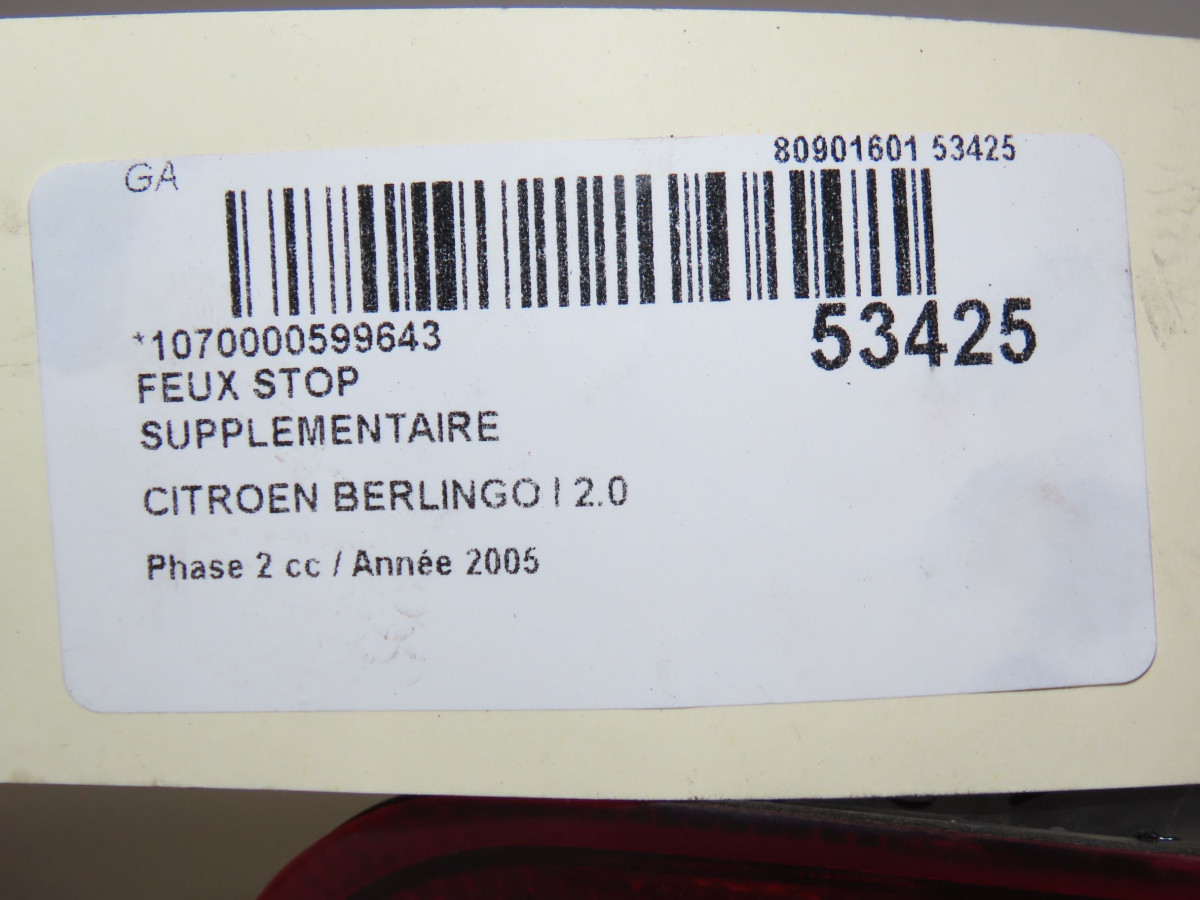 GA
80901601 53425
*1070000599643
53425
FEUX STOP
SUPPLEMENTAIRE
CITROEN BERLINGO I 2.0
Phase 2 cc / Année 2005